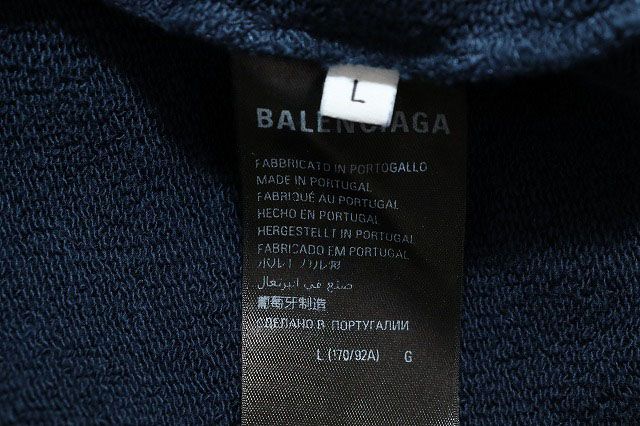 L
BALENCIAGA
FABBRICATO IN PORTOGALLO
MADE IN PORTUGAL
FABRIQUÉ AU PORTUGAL
HECHO EN PORTUGAL
HERGESTELLT IN PORTUGAL
FABRICADO EM PORTUGAL
صنع في
葡萄牙制造
СДЕЛАНО В ПОРТУГАЛИИ
L (170/92A) G